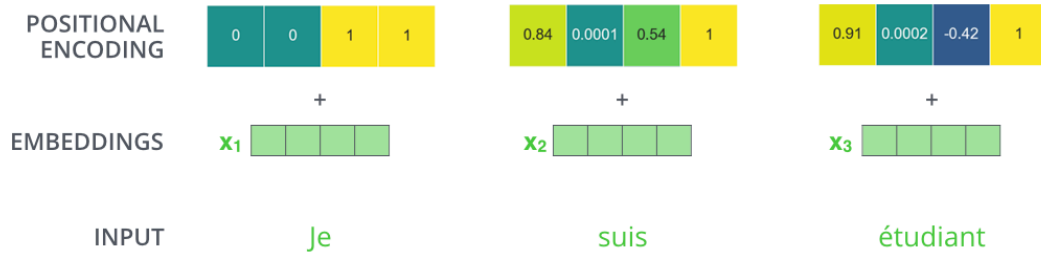 POSITIONAL
ENCODING
0 0 1 1
0.84 0.0001 0.54 1
0.91 0.0002 -0.42 1
+ + +
EMBEDDINGS
x1 x2 x3
INPUT
Je suis étudiant